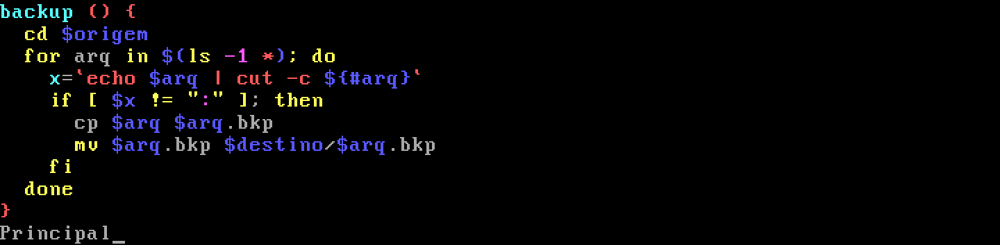 backup () {
  cd $origem
  for arq in $(ls -1 *); do
    x=`echo $arq | cut -c ${#arq}`
    if [ $x != ":" ]; then
      cp $arq $arq.bkp
      mv $arq.bkp $destino/$arq.bkp
    fi
  done
}
Principal_